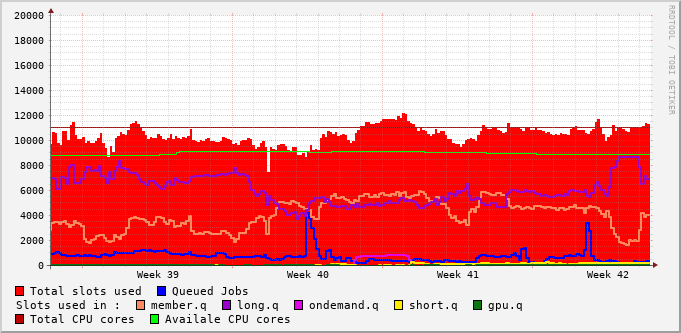 RRDTOOL / TOBI OETIKER
20000
18000
16000
14000
12000
10000
8000
6000
4000
2000
0
Week 39 Week 40 Week 41 Week 42
Total slots used Queued Jobs
Slots used in : member.q long.q ondemand.q short.q gpu.q
Total CPU cores Availale CPU cores